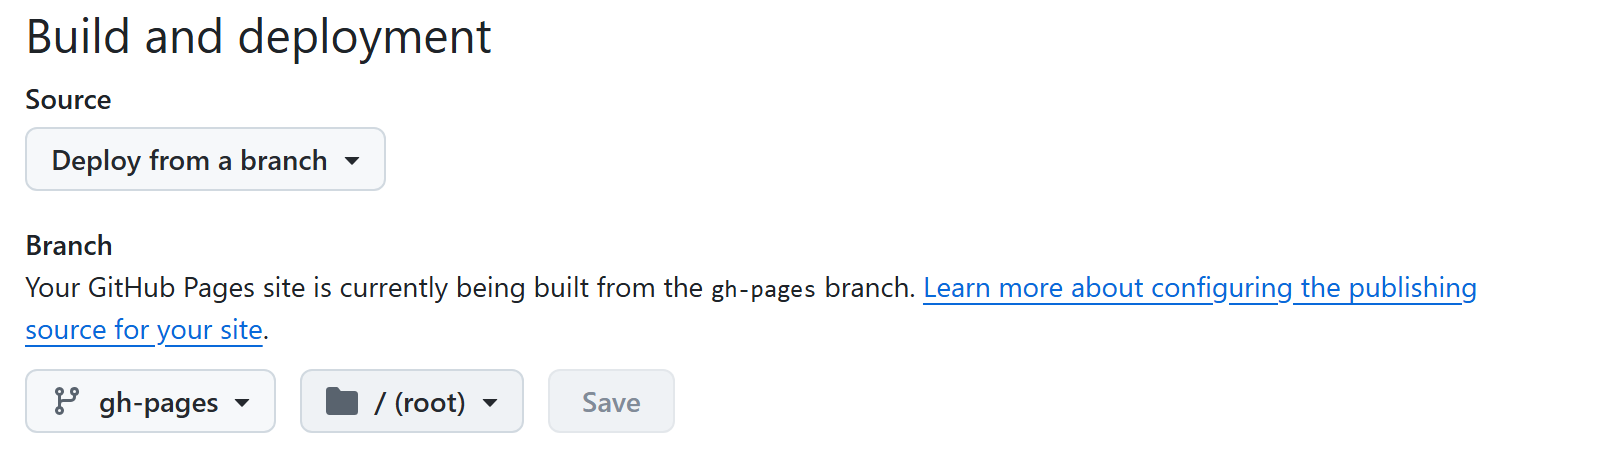 Build and deployment
Source
Deploy from a branch
Branch
Your GitHub Pages site is currently being built from the gh-pages branch. Learn more about configuring the publishing
source for your site.
gh-pages / (root) Save